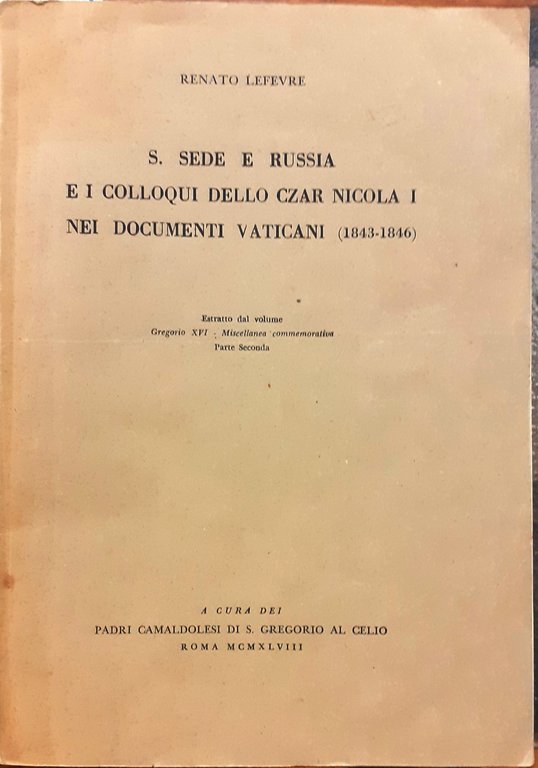 RENATO LEFEVRE
S. SEDE E RUSSIA
E I COLLOQUI DELLO CZAR NICOLA I
NEI DOCUMENTI VATICANI (1843-1846)
Estratto dal volume
Gregorio XVI - Miscellanea commemorativa
Parte Seconda
A CURA DEI
PADRI CAMALDOLESI DI S. GREGORIO AL CELIO
ROMA MCMXLVIII